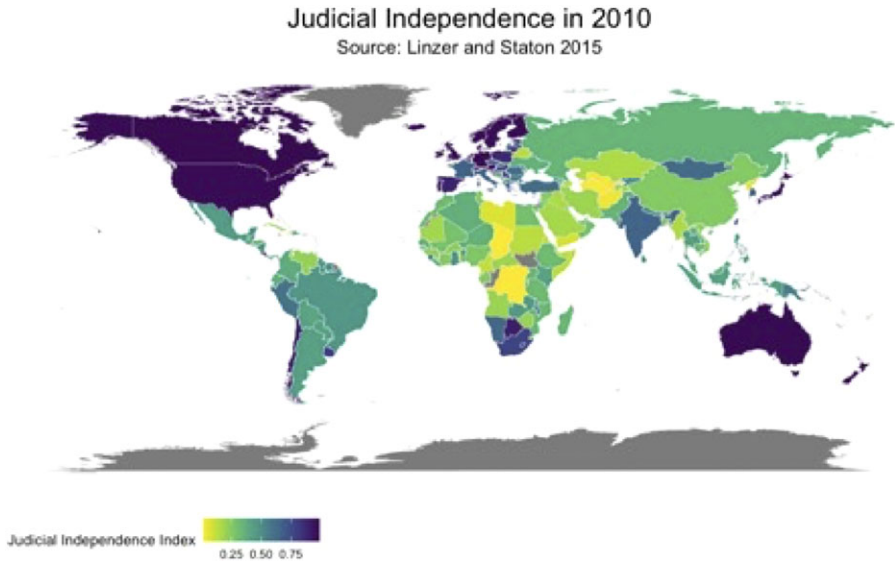 Judicial Independence in 2010
Source: Linzer and Staton 2015
Judicial Independence Index
0.25 0.50 0.75